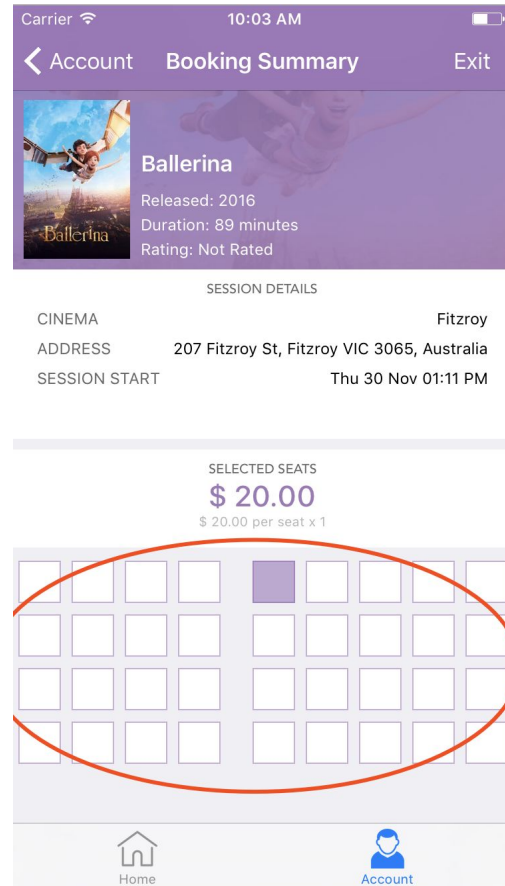 Carrier 10:03 AM
Account Booking Summary Exit
Ballerina
Released: 2016
Duration: 89 minutes
Rating: Not Rated
Ballerina
SESSION DETAILS
CINEMA Fitzroy
ADDRESS 207 Fitzroy St, Fitzroy VIC 3065, Australia
SESSION START Thu 30 Nov 01:11 PM
SELECTED SEATS
$ 20.00
$ 20.00 per seat x 1
Home Account